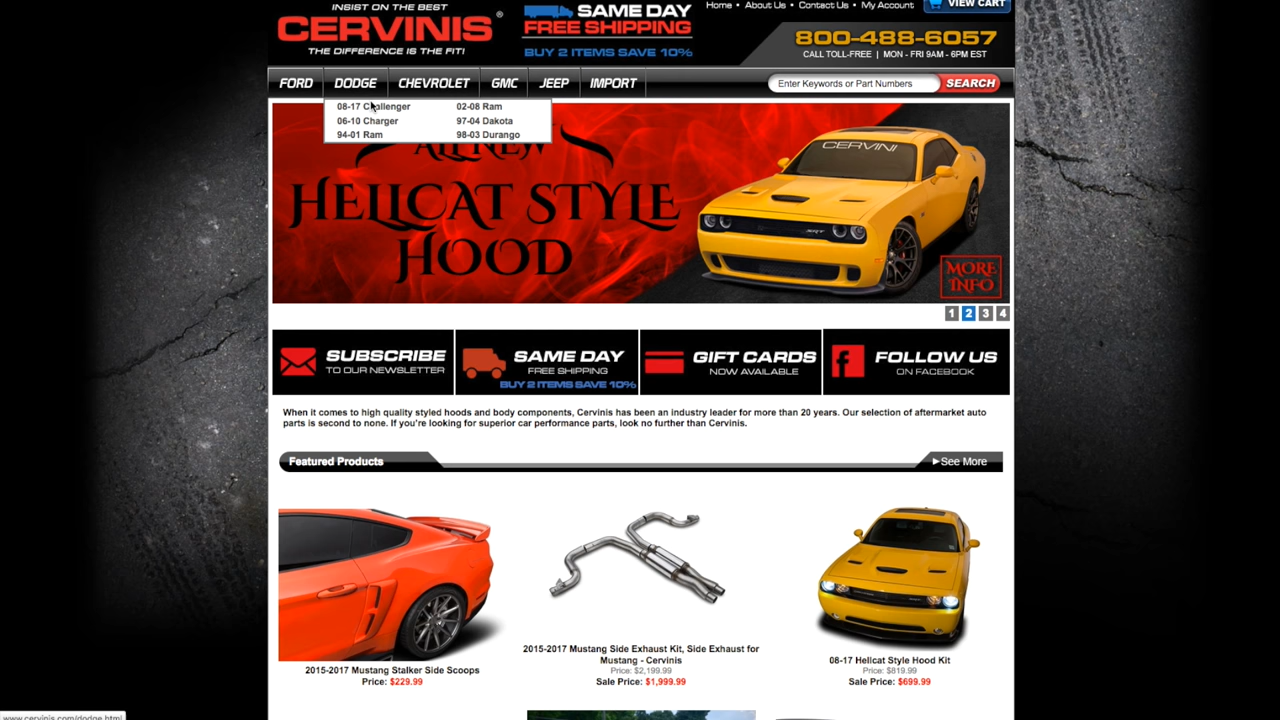 INSIST ON THE BEST
CERVINIS®
THE DIFFERENCE IS THE FIT!
SAME DAY
FREE SHIPPING
BUY 2 ITEMS SAVE 10%
Home • About Us • Contact Us • My Account
VIEW CART
800-488-6057
CALL TOLL-FREE | MON - FRI 9AM - 6PM EST
FORD DODGE CHEVROLET GMC JEEP IMPORT
Enter Keywords or Part Numbers SEARCH
08-17 Challenger 02-08 Ram
06-10 Charger 97-04 Dakota
94-01 Ram 98-03 Durango
ALL NEW
HELLCAT STYLE
HOOD
CERVINI
SRT
MORE
INFO
1 2 3 4
SUBSCRIBE
TO OUR NEWSLETTER
SAME DAY
FREE SHIPPING
BUY 2 ITEMS SAVE 10%
GIFT CARDS
NOW AVAILABLE
FOLLOW US
ON FACEBOOK
When it comes to high quality styled hoods and body components, Cervinis has been an industry leader for more than 20 years. Our selection of aftermarket auto
parts is second to none. If you're looking for superior car performance parts, look no further than Cervinis.
Featured Products
See More
2015-2017 Mustang Stalker Side Scoops
Price: $229.99
2015-2017 Mustang Side Exhaust Kit, Side Exhaust for
Mustang - Cervinis
Price: $2,199.99
Sale Price: $1,999.99
08-17 Hellcat Style Hood Kit
Price: $819.99
Sale Price: $699.99
www.cervinis.com/dodge.html